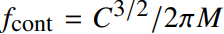 f_cont = C^{3/2}/2πM